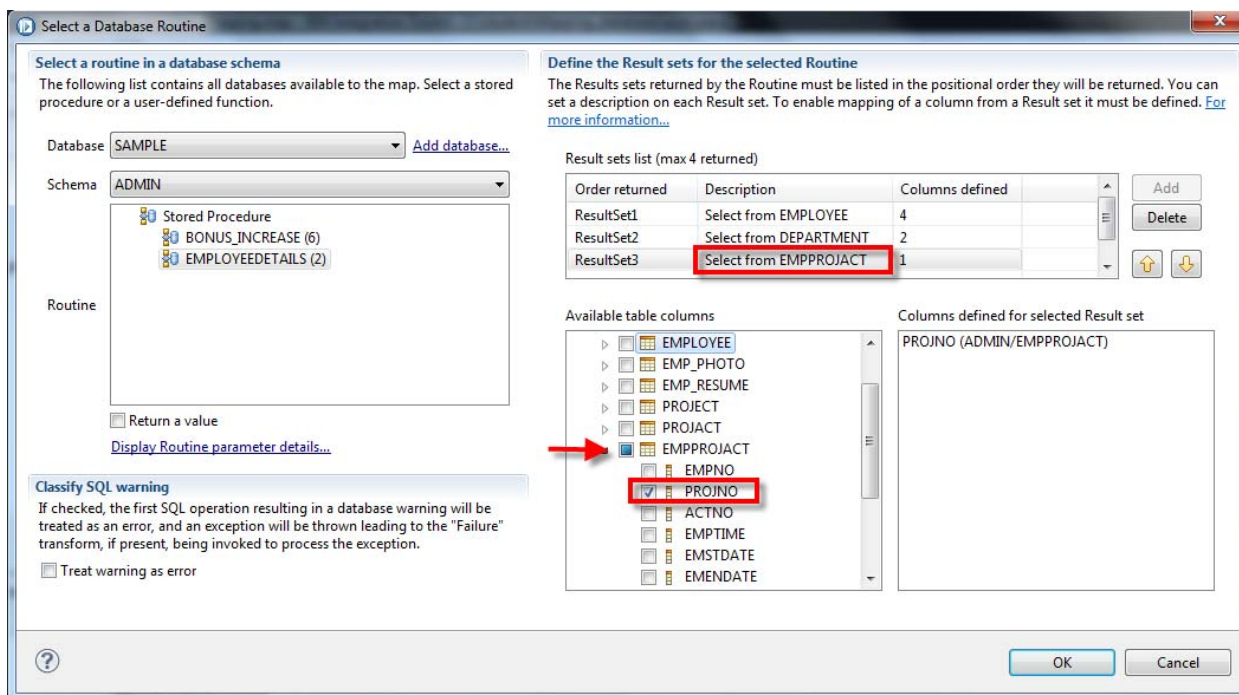 Select a Database Routine
Select a routine in a database schema
The following list contains all databases available to the map. Select a stored
procedure or a user-defined function.
Database SAMPLE Add database...
Schema ADMIN
Stored Procedure
BONUS_INCREASE (6)
EMPLOYEEDETAILS (2)
Routine
Return a value
Display Routine parameter details...
Classify SQL warning
If checked, the first SQL operation resulting in a database warning will be
treated as an error, and an exception will be thrown leading to the "Failure"
transform, if present, being invoked to process the exception.
Treat warning as error
Define the Result sets for the selected Routine
The Results sets returned by the Routine must be listed in the positional order they will be returned. You can
set a description on each Result set. To enable mapping of a column from a Result set it must be defined. For
more information...
Result sets list (max 4 returned)
Order returned Description Columns defined
ResultSet1 Select from EMPLOYEE 4
ResultSet2 Select from DEPARTMENT 2
ResultSet3 Select from EMPPROJACT 1
Add
Delete
Available table columns
EMPLOYEE
EMP_PHOTO
EMP_RESUME
PROJECT
PROJACT
EMPPROJACT
EMPNO
PROJNO
ACTNO
EMPTIME
EMSTDATE
EMENDATE
Columns defined for selected Result set
PROJNO (ADMIN/EMPPROJACT)
OK Cancel